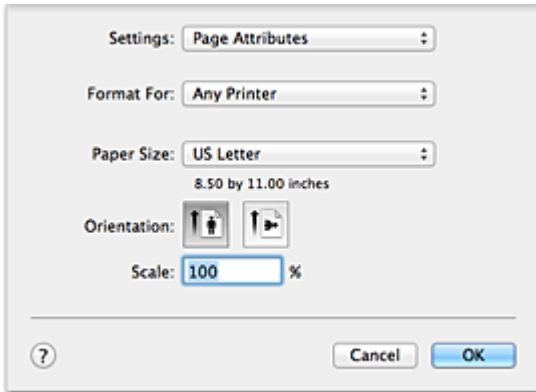 Settings: Page Attributes
Format For: Any Printer
Paper Size: US Letter
8.50 by 11.00 inches
Orientation:
Scale: 100 %
? Cancel OK